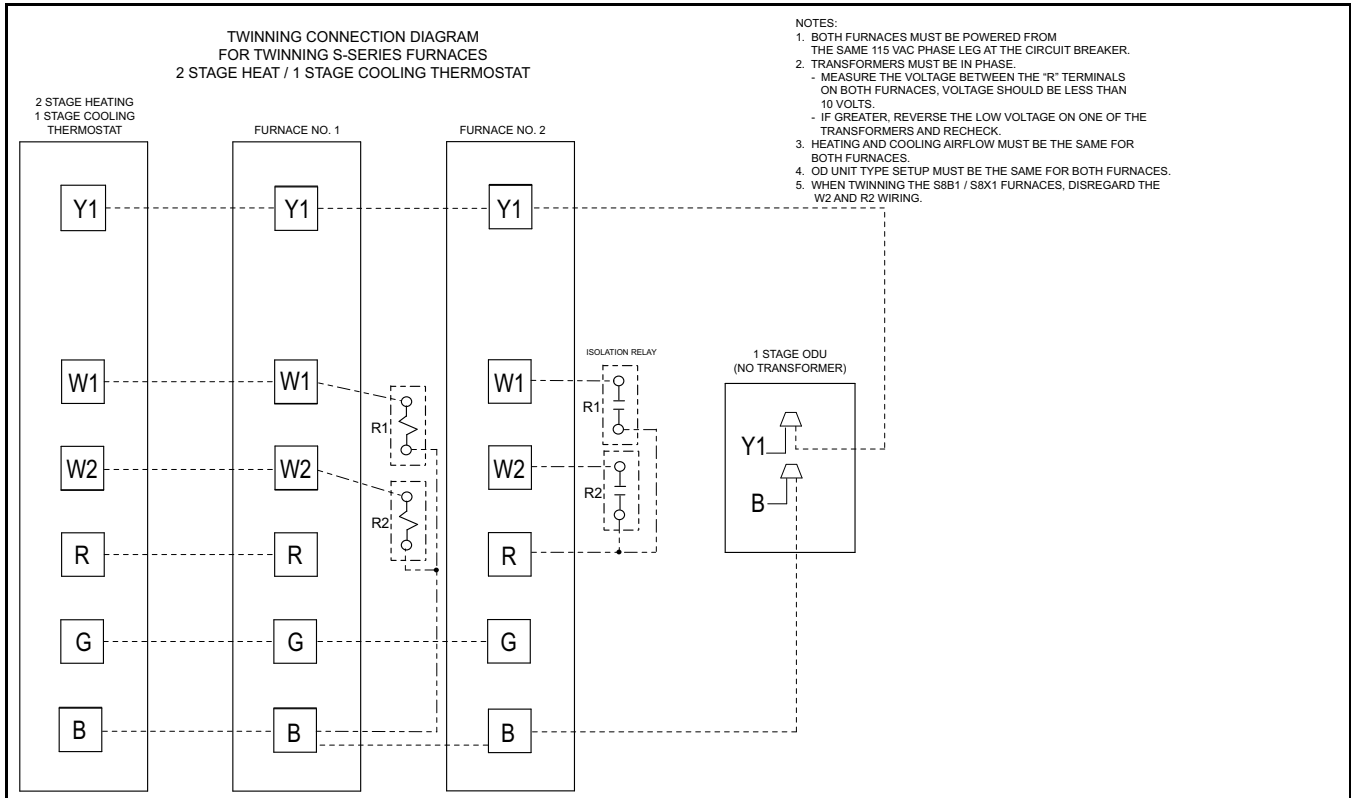 TWINNING CONNECTION DIAGRAM
FOR TWINNING S-SERIES FURNACES
2 STAGE HEAT / 1 STAGE COOLING THERMOSTAT
NOTES:
1. BOTH FURNACES MUST BE POWERED FROM
THE SAME 115 VAC PHASE LEG AT THE CIRCUIT BREAKER.
2. TRANSFORMERS MUST BE IN PHASE.
- MEASURE THE VOLTAGE BETWEEN THE “R” TERMINALS
ON BOTH FURNACES, VOLTAGE SHOULD BE LESS THAN
10 VOLTS.
- IF GREATER, REVERSE THE LOW VOLTAGE ON ONE OF THE
TRANSFORMERS AND RECHECK.
3. HEATING AND COOLING AIRFLOW MUST BE THE SAME FOR
BOTH FURNACES.
4. OD UNIT TYPE SETUP MUST BE THE SAME FOR BOTH FURNACES.
5. WHEN TWINNING THE S8B1 / S8X1 FURNACES, DISREGARD THE
W2 AND R2 WIRING.
2 STAGE HEATING
1 STAGE COOLING
THERMOSTAT
Y1
W1
W2
R
G
B
FURNACE NO. 1
Y1
W1
W2
R
G
B
R1
R2
FURNACE NO. 2
Y1
W1
W2
R
G
B
ISOLATION RELAY
R1
R2
1 STAGE ODU
(NO TRANSFORMER)
Y1
B